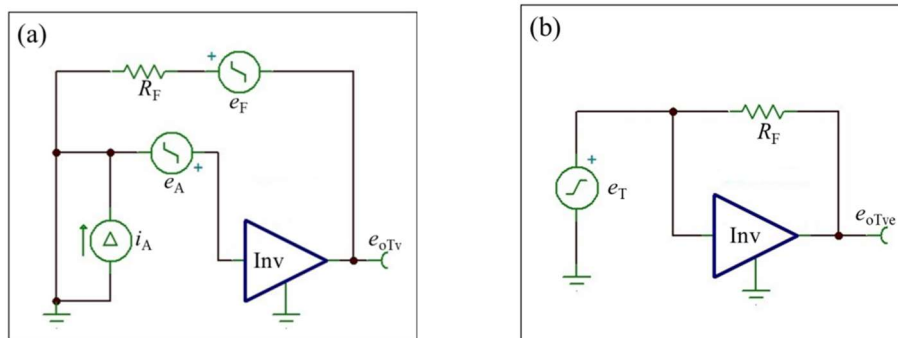 (a)
+
R_F
e_F
e_A
+
i_A
Inv
e_oTv
(b)
R_F
+
e_T
Inv
e_oTve